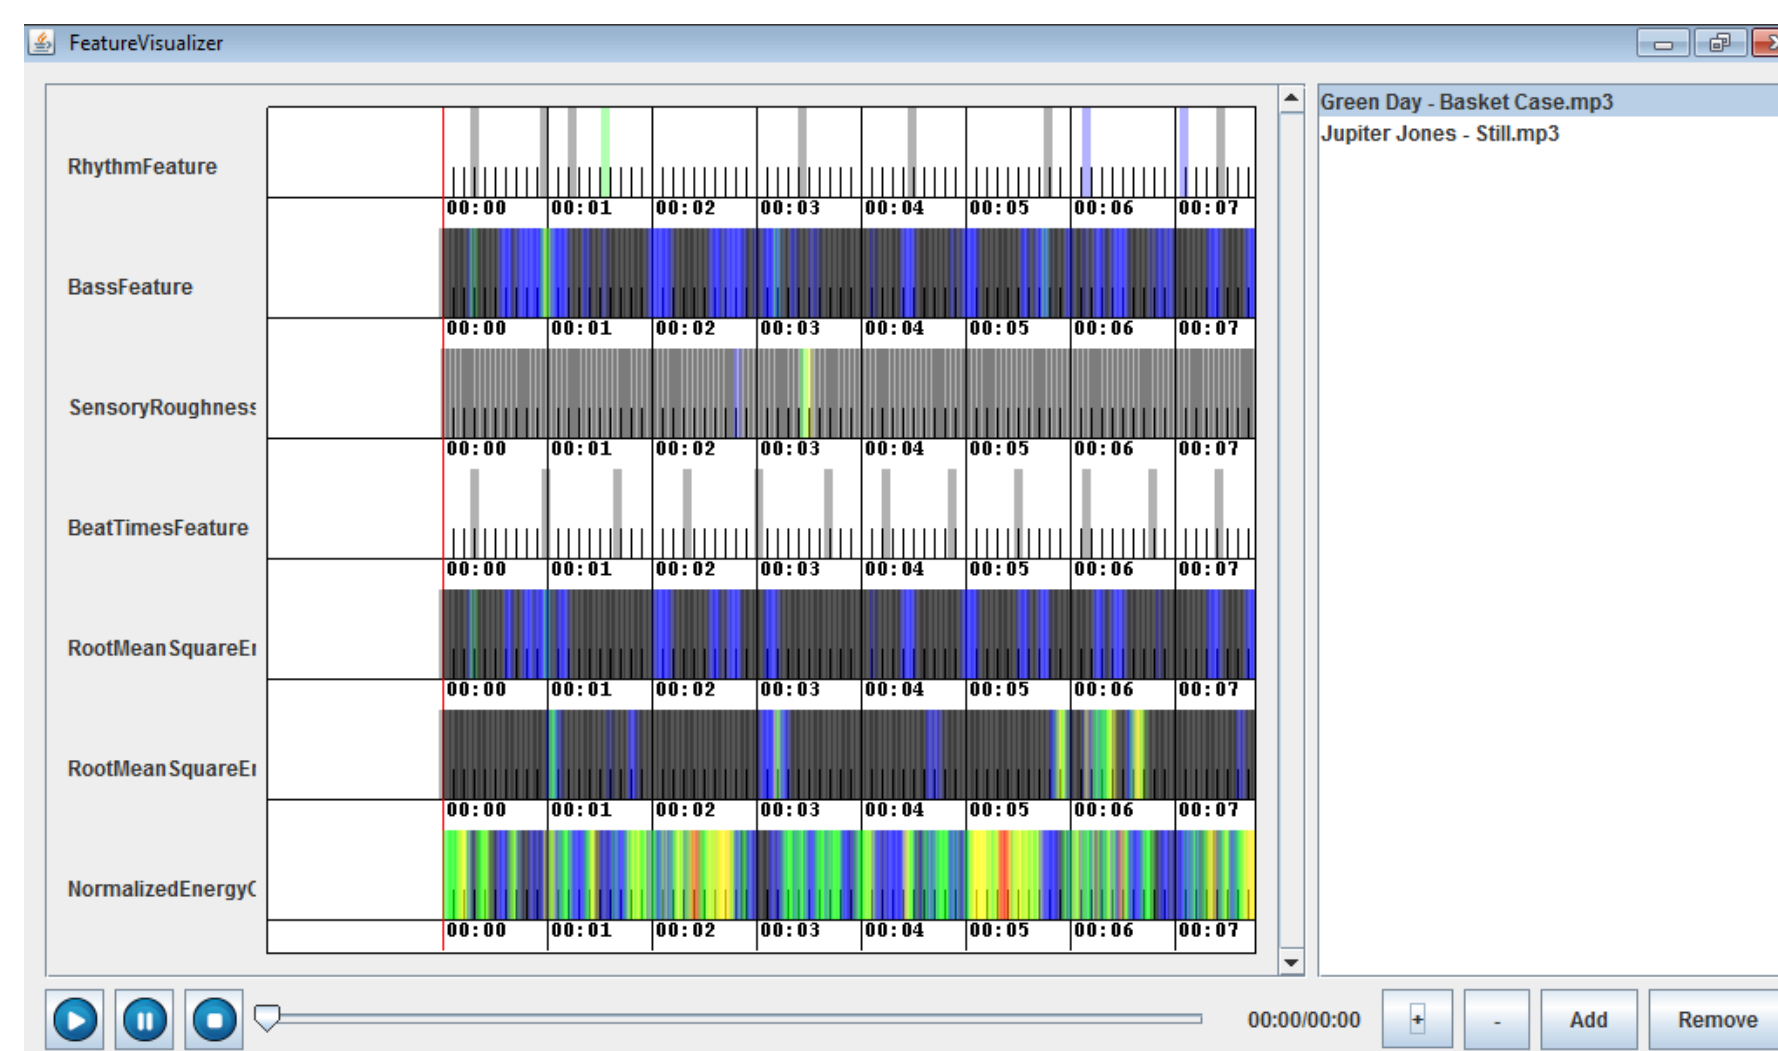 FeatureVisualizer
Green Day - Basket Case.mp3
Jupiter Jones - Still.mp3
RhythmFeature
00:00 00:01 00:02 00:03 00:04 00:05 00:06 00:07
BassFeature
00:00 00:01 00:02 00:03 00:04 00:05 00:06 00:07
SensoryRoughness
00:00 00:01 00:02 00:03 00:04 00:05 00:06 00:07
BeatTimesFeature
00:00 00:01 00:02 00:03 00:04 00:05 00:06 00:07
RootMeanSquareEr
00:00 00:01 00:02 00:03 00:04 00:05 00:06 00:07
RootMeanSquareEr
00:00 00:01 00:02 00:03 00:04 00:05 00:06 00:07
NormalizedEnergyC
00:00 00:01 00:02 00:03 00:04 00:05 00:06 00:07
00:00/00:00 + - Add Remove